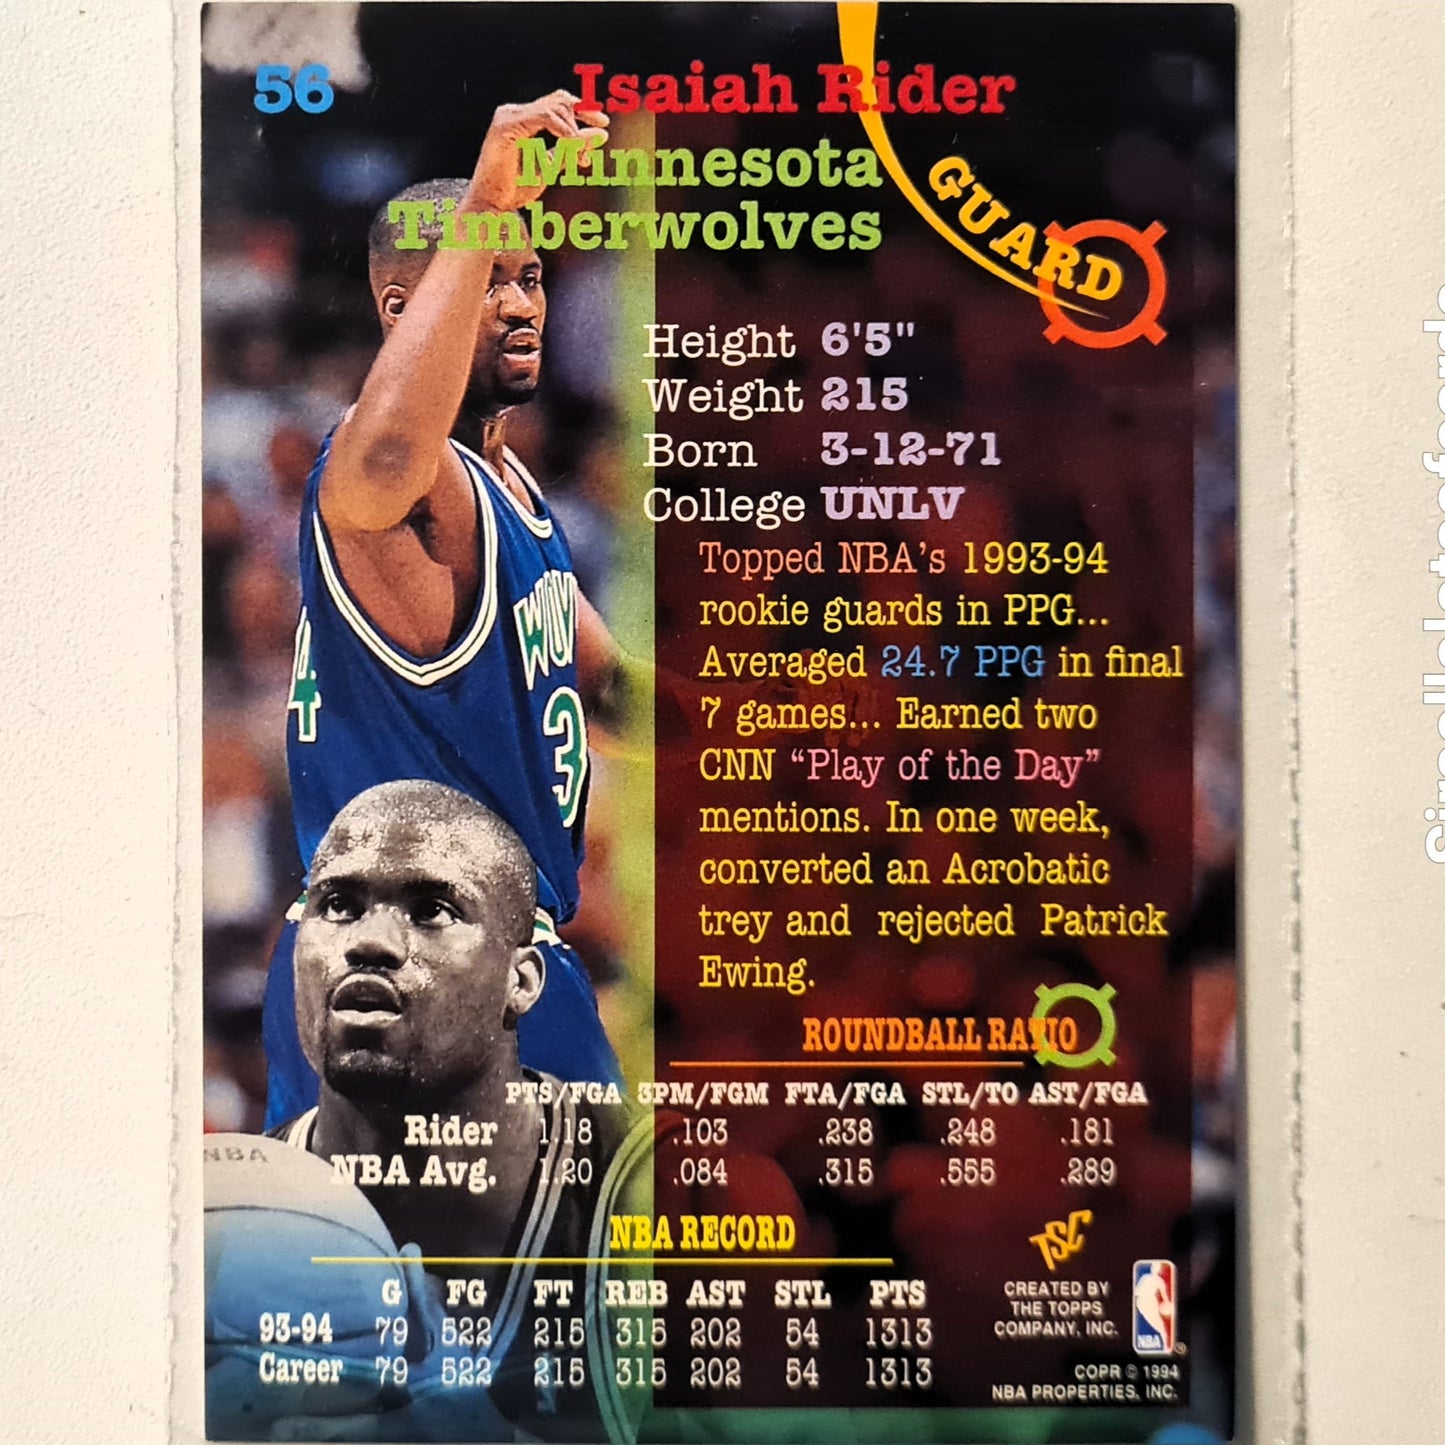 56
Isaiah Rider
Minnesota
Timberwolves
GUARD
Height 6'5"
Weight 215
Born 3-12-71
College UNLV
Topped NBA's 1993-94
rookie guards in PPG...
Averaged 24.7 PPG in final
7 games... Earned two
CNN “Play of the Day”
mentions. In one week,
converted an Acrobatic
trey and rejected Patrick
Ewing.
ROUNDBALL RATIO
PTS/FGA 3PM/FGM FTA/FGA STL/TO AST/FGA
Rider 1.18 .103 .238 .248 .181
NBA Avg. 1.20 .084 .315 .555 .289
NBA RECORD
G FG FT REB AST STL PTS
93-94 79 522 215 315 202 54 1313
Career 79 522 215 315 202 54 1313
TSC
CREATED BY
THE TOPPS
COMPANY, INC.
NBA
COPR © 1994
NBA PROPERTIES, INC.
NBA
WOLV
3
4